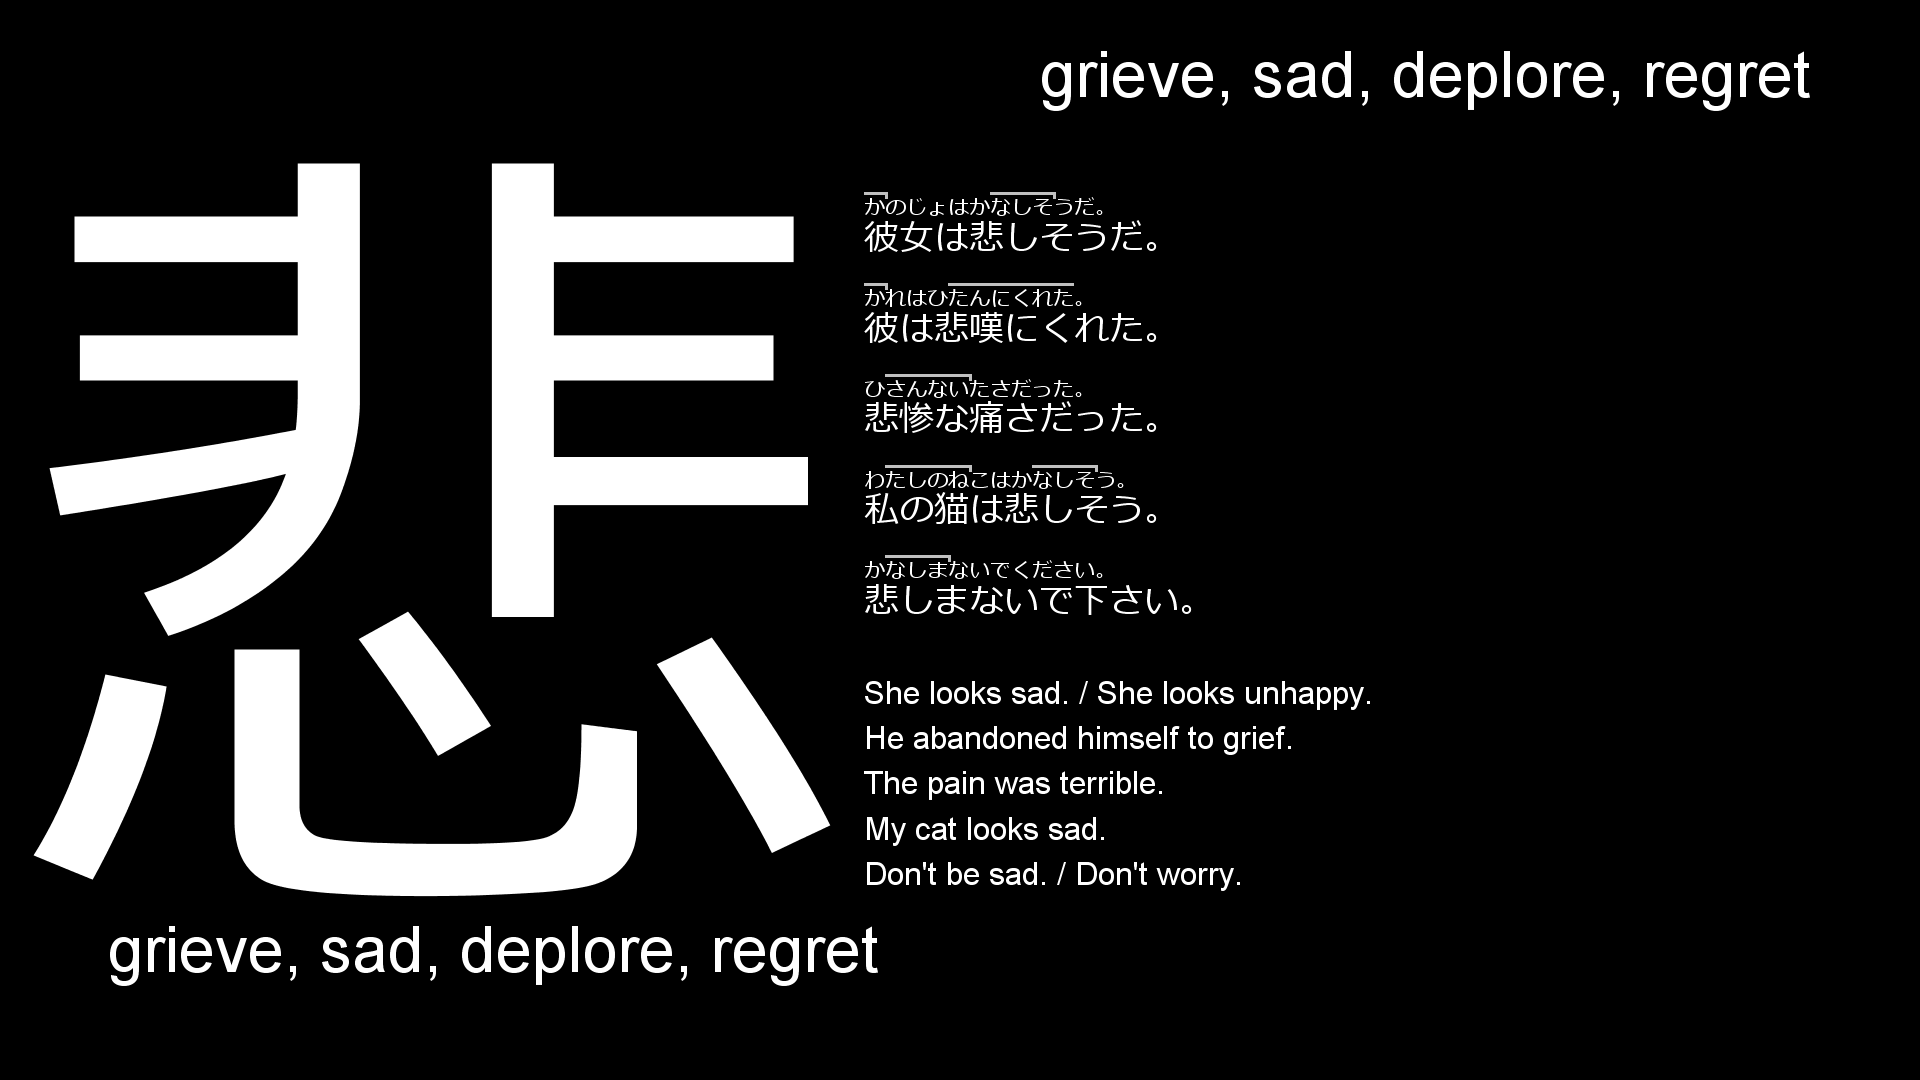 grieve, sad, deplore, regret
悲
かのじょはかなしそうだ。
彼女は悲しそうだ。
かれはひたんにくれた。
彼は悲嘆にくれた。
ひさんないたさだった。
悲惨な痛さだった。
わたしのねこはかなしそう。
私の猫は悲しそう。
かなしまないでください。
悲しまないで下さい。
She looks sad. / She looks unhappy.
He abandoned himself to grief.
The pain was terrible.
My cat looks sad.
Don't be sad. / Don't worry.
grieve, sad, deplore, regret